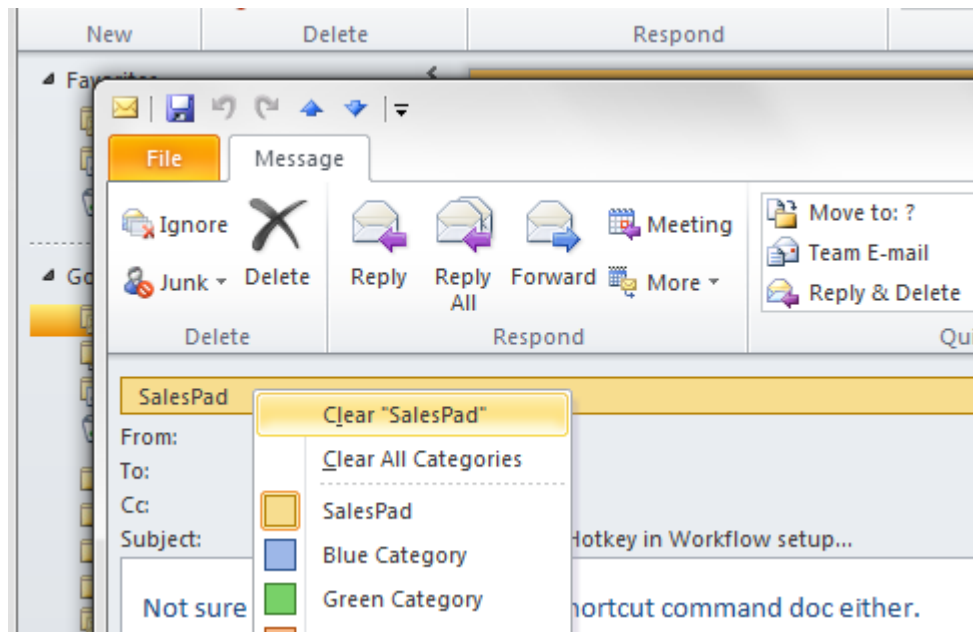 New Delete Respond
File Message
Ignore
Junk
Delete
Reply
Reply All
Forward
Meeting
More
Move to: ?
Team E-mail
Reply & Delete
Delete Respond
SalesPad
Clear "SalesPad"
Clear All Categories
SalesPad
Blue Category
Green Category
From:
To:
Cc:
Subject: Hotkey in Workflow setup...
Not sure command doc either.